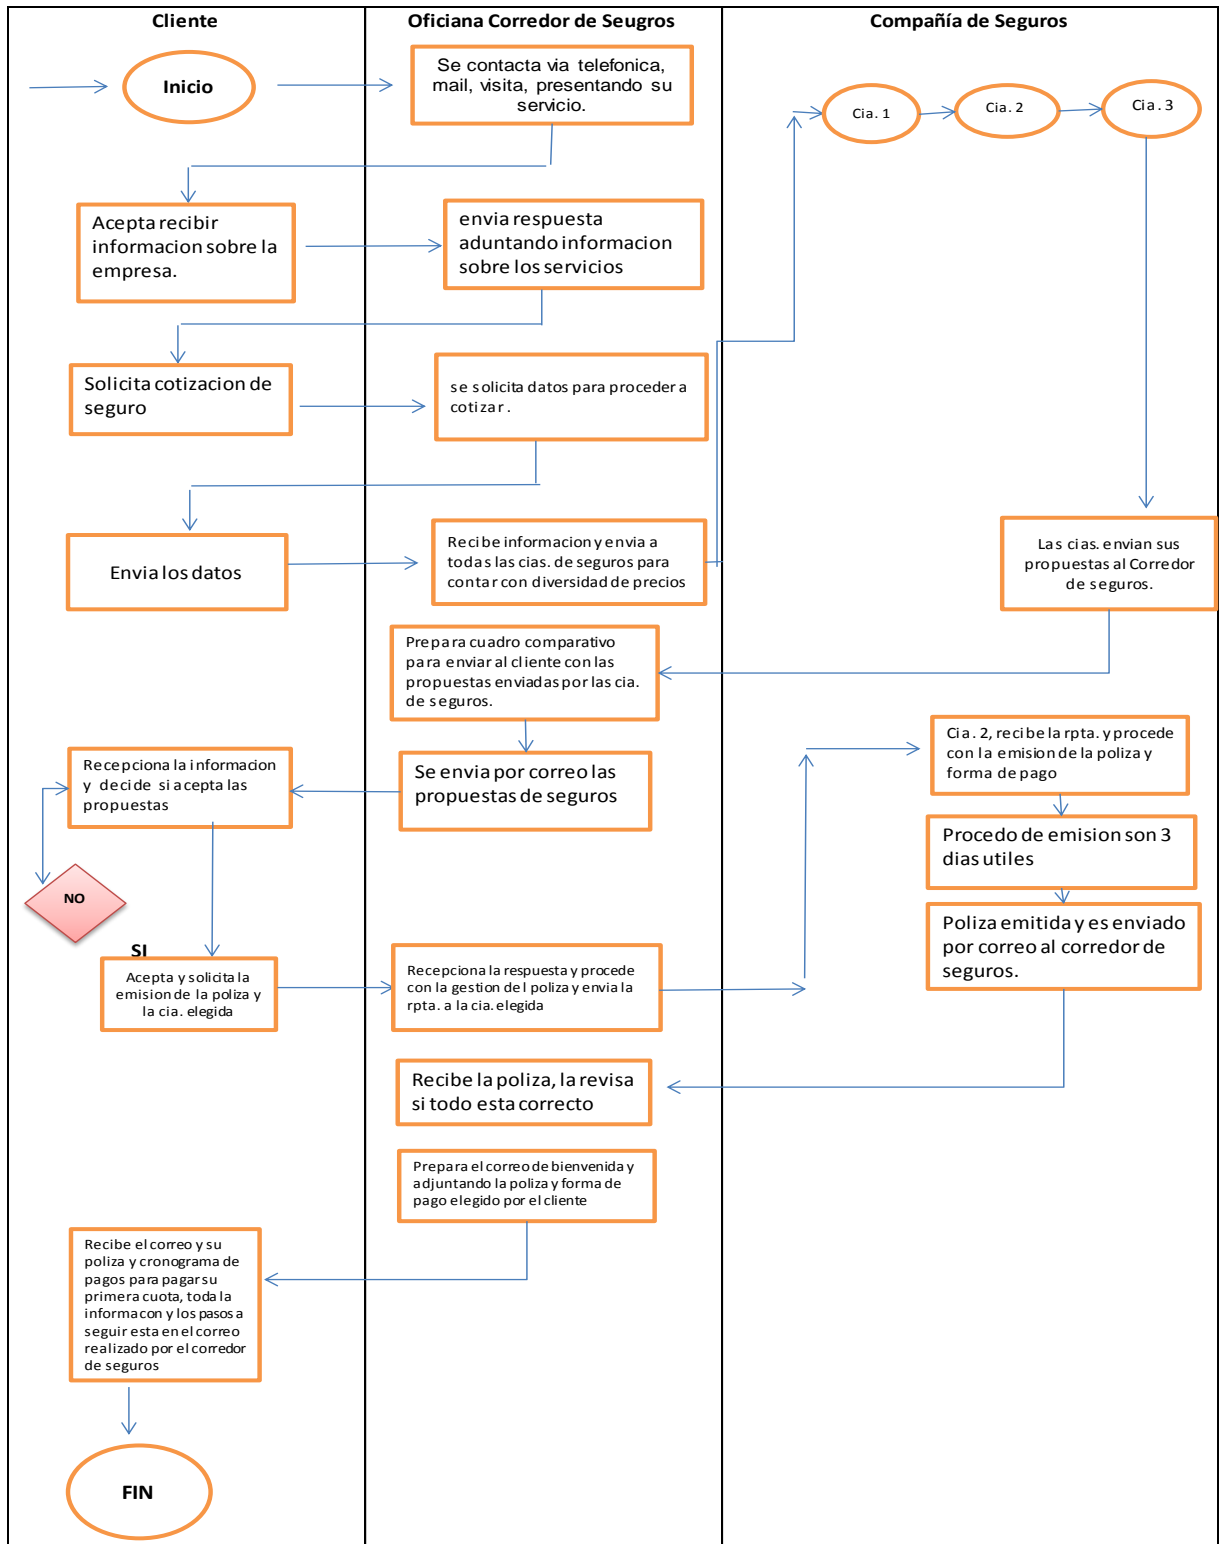 Cliente
Oficiana Corredor de Seugros
Compañía de Seguros
Inicio
Se contacta via telefonica,
mail, visita, presentando su
servicio.
Cia. 1
Cia. 2
Cia. 3
Acepta recibir
informacion sobre la
empresa.
envia respuesta
aduntando informacion
sobre los servicios
Solicita cotizacion de
seguro
se solicita datos para proceder a
cotizar .
Envia los datos
Recibe informacion y envia a
todas las cias. de seguros para
contar con diversidad de precios
Las cias. envian sus
propuestas al Corredor
de seguros.
Prepara cuadro comparativo
para enviar al cliente con las
propuestas enviadas por las cia.
de seguros.
Cia. 2, recibe la rpta. y procede
con la emision de la poliza y
forma de pago
Recepciona la informacion
y decide si acepta las
propuestas
Se envia por correo las
propuestas de seguros
Procedo de emision son 3
dias utiles
NO
Poliza emitida y es enviado
por correo al corredor de
seguros.
SI
Acepta y solicita la
emision de la poliza y
la cia. elegida
Recepciona la respuesta y procede
con la gestion de l poliza y envia la
rpta. a la cia. elegida
Recibe la poliza, la revisa
si todo esta correcto
Prepara el correo de bienvenida y
adjuntando la poliza y forma de
pago elegido por el cliente
Recibe el correo y su
poliza y cronograma de
pagos para pagar su
primera cuota, toda la
informacon y los pasos a
seguir esta en el correo
realizado por el corredor
de seguros
FIN